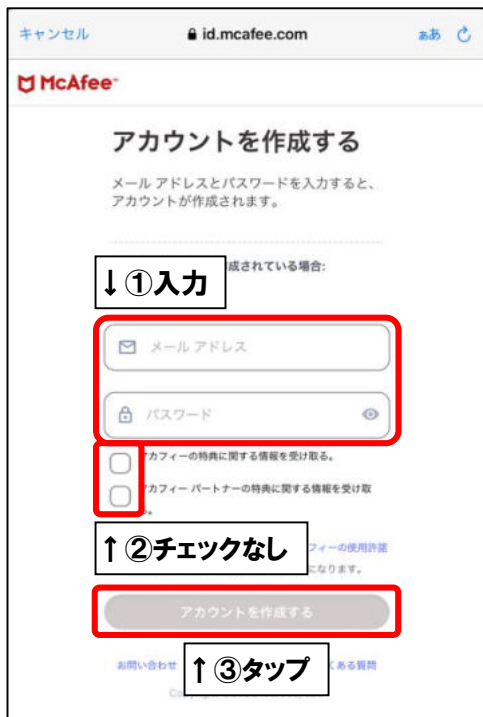 キャンセル id.mcafee.com ぁあ
McAfee
アカウントを作成する
メール アドレスとパスワードを入力すると、
アカウントが作成されます。
成されている場合:
↓①入力
メール アドレス
パスワード
カフィーの特典に関する情報を受け取る。
カフィー パートナーの特典に関する情報を受け取
る。
↑②チェックなし
フィーの使用許諾
になります。
アカウントを作成する
↑③タップ
お問い合わせ くある質問